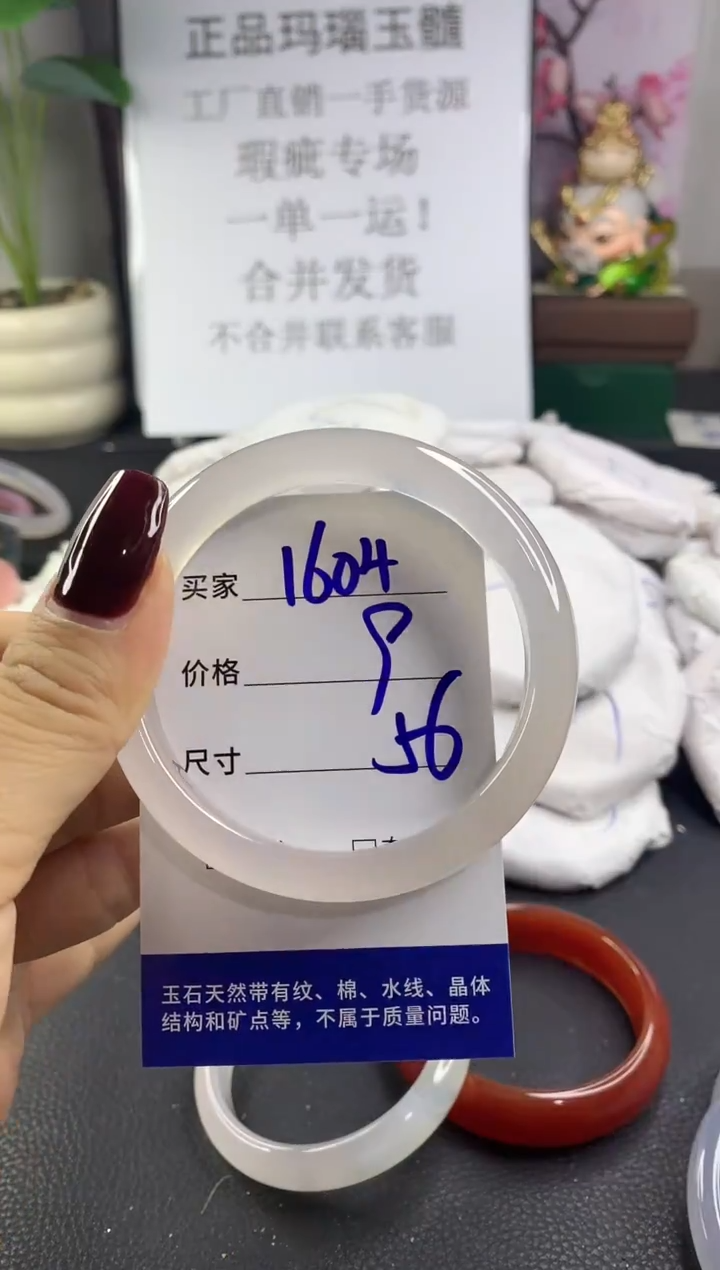 正品玛瑙玉髓
工厂直销一手货源
瑕疵专场
一单一运!
合并发货
不合并联系客服
买家 1604
价格 9
尺寸 56
玉石天然带有纹、棉、水线、晶体
结构和矿点等，不属于质量问题。